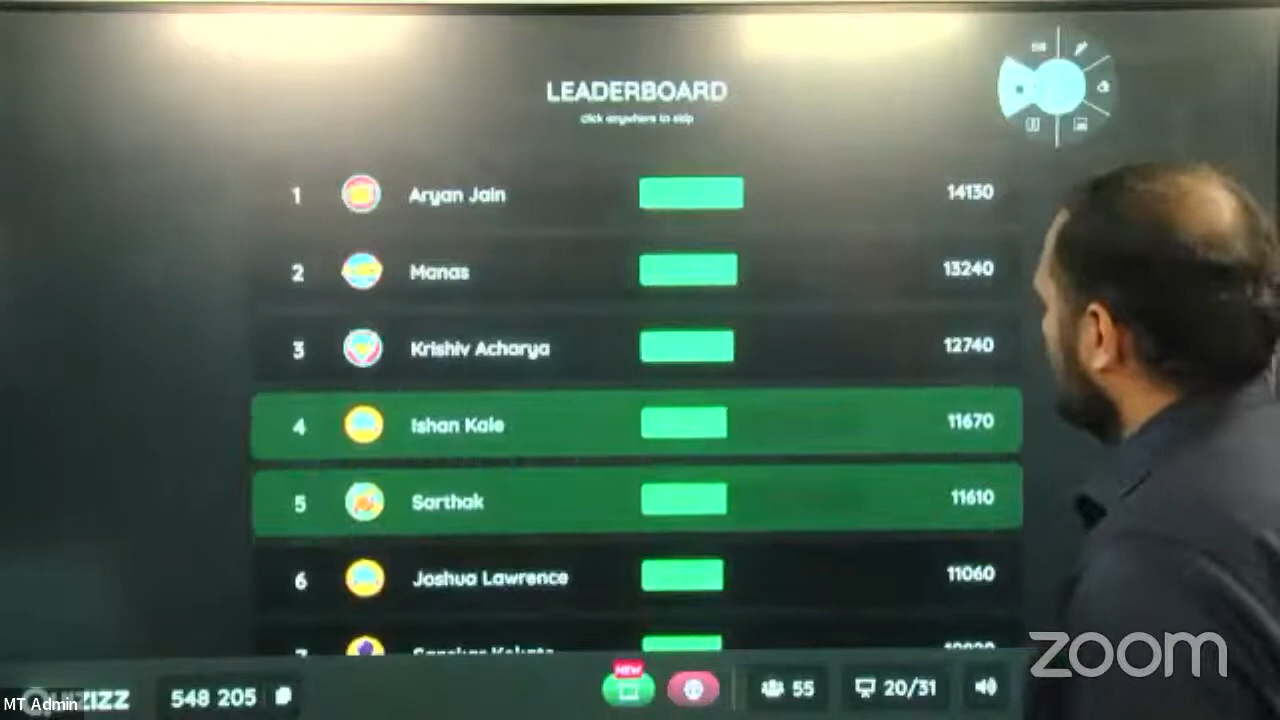 LEADERBOARD
click anywhere to skip
1 Aryan Jain 14130
2 Manas 13240
3 Krishiv Acharya 12740
4 Ishan Kale 11670
5 Sarthak 11610
6 Joshua Lawrence 11060
MT Admin
548 205
NEW
55
20/31
zoom